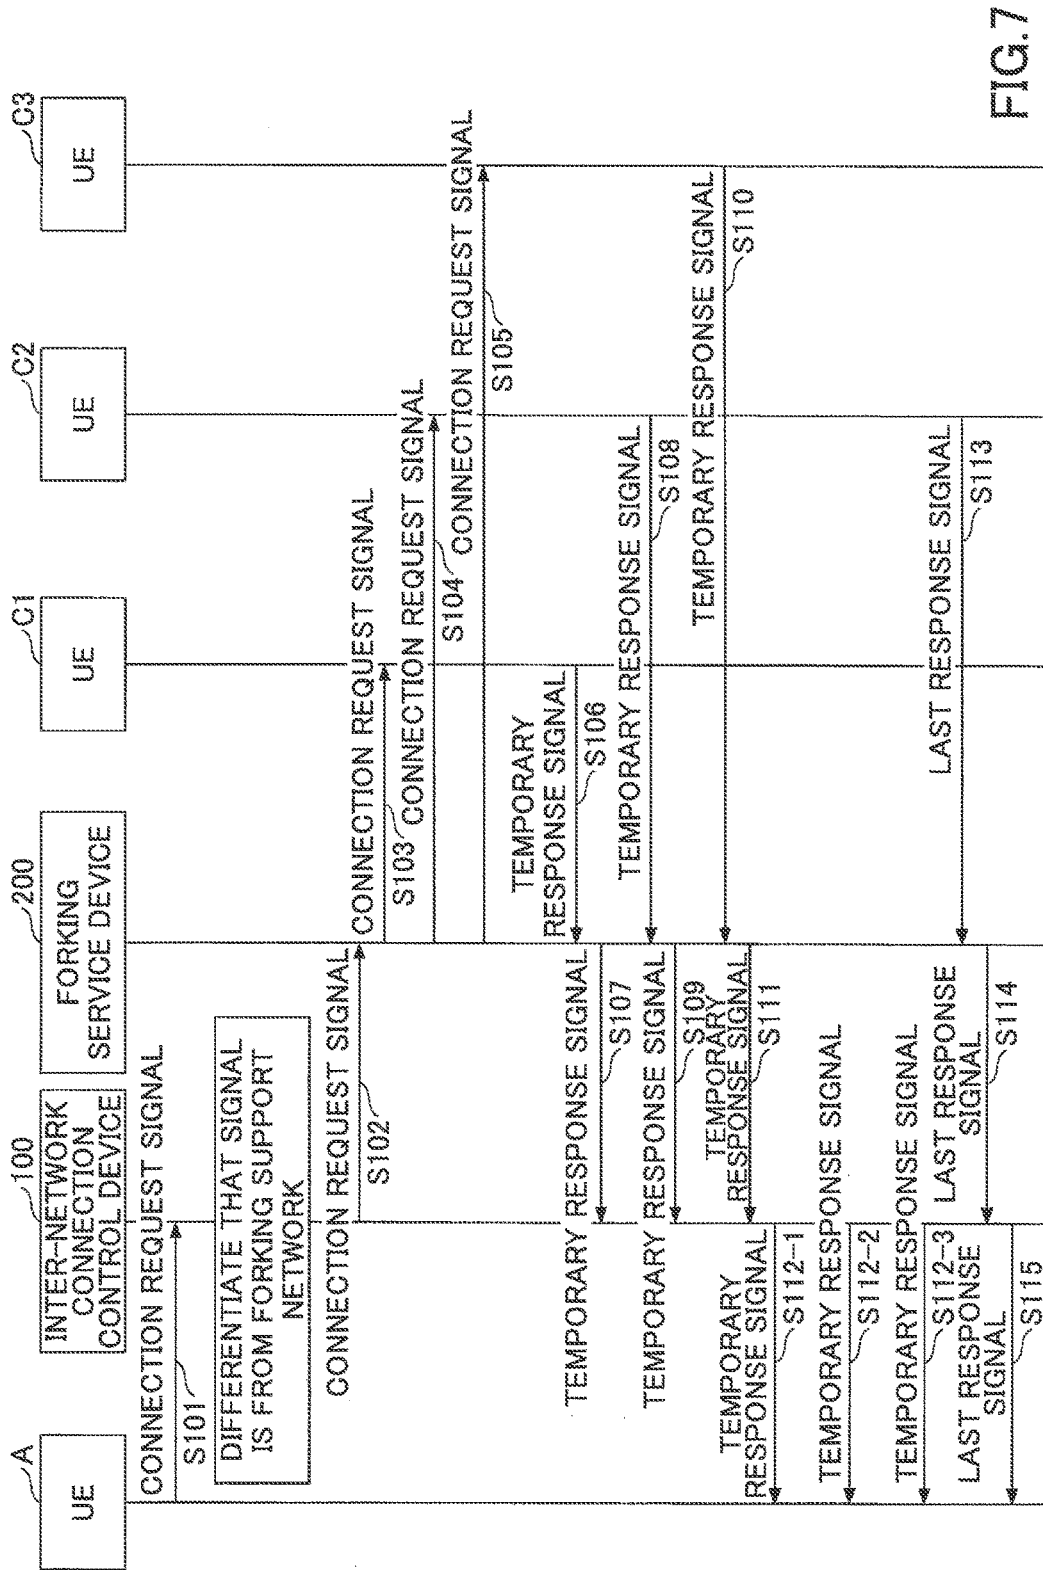 A
UE
100
INTER-NETWORK
CONNECTION
CONTROL DEVICE
200
FORKING
SERVICE DEVICE
C1
UE
C2
UE
C3
UE
CONNECTION REQUEST SIGNAL
S101
DIFFERENTIATE THAT SIGNAL
IS FROM FORKING SUPPORT
NETWORK
CONNECTION REQUEST SIGNAL
S102
CONNECTION REQUEST SIGNAL
S103
CONNECTION REQUEST SIGNAL
S104
CONNECTION REQUEST SIGNAL
S105
TEMPORARY
RESPONSE SIGNAL
S106
TEMPORARY RESPONSE SIGNAL
S107
TEMPORARY RESPONSE SIGNAL
S108
TEMPORARY RESPONSE SIGNAL
S109
TEMPORARY RESPONSE SIGNAL
S110
TEMPORARY
RESPONSE SIGNAL
S111
TEMPORARY
RESPONSE SIGNAL
S112-1
TEMPORARY RESPONSE SIGNAL
S112-2
TEMPORARY RESPONSE SIGNAL
S112-3
LAST RESPONSE SIGNAL
S113
LAST RESPONSE
SIGNAL
S114
LAST RESPONSE
SIGNAL
S115
FIG.7